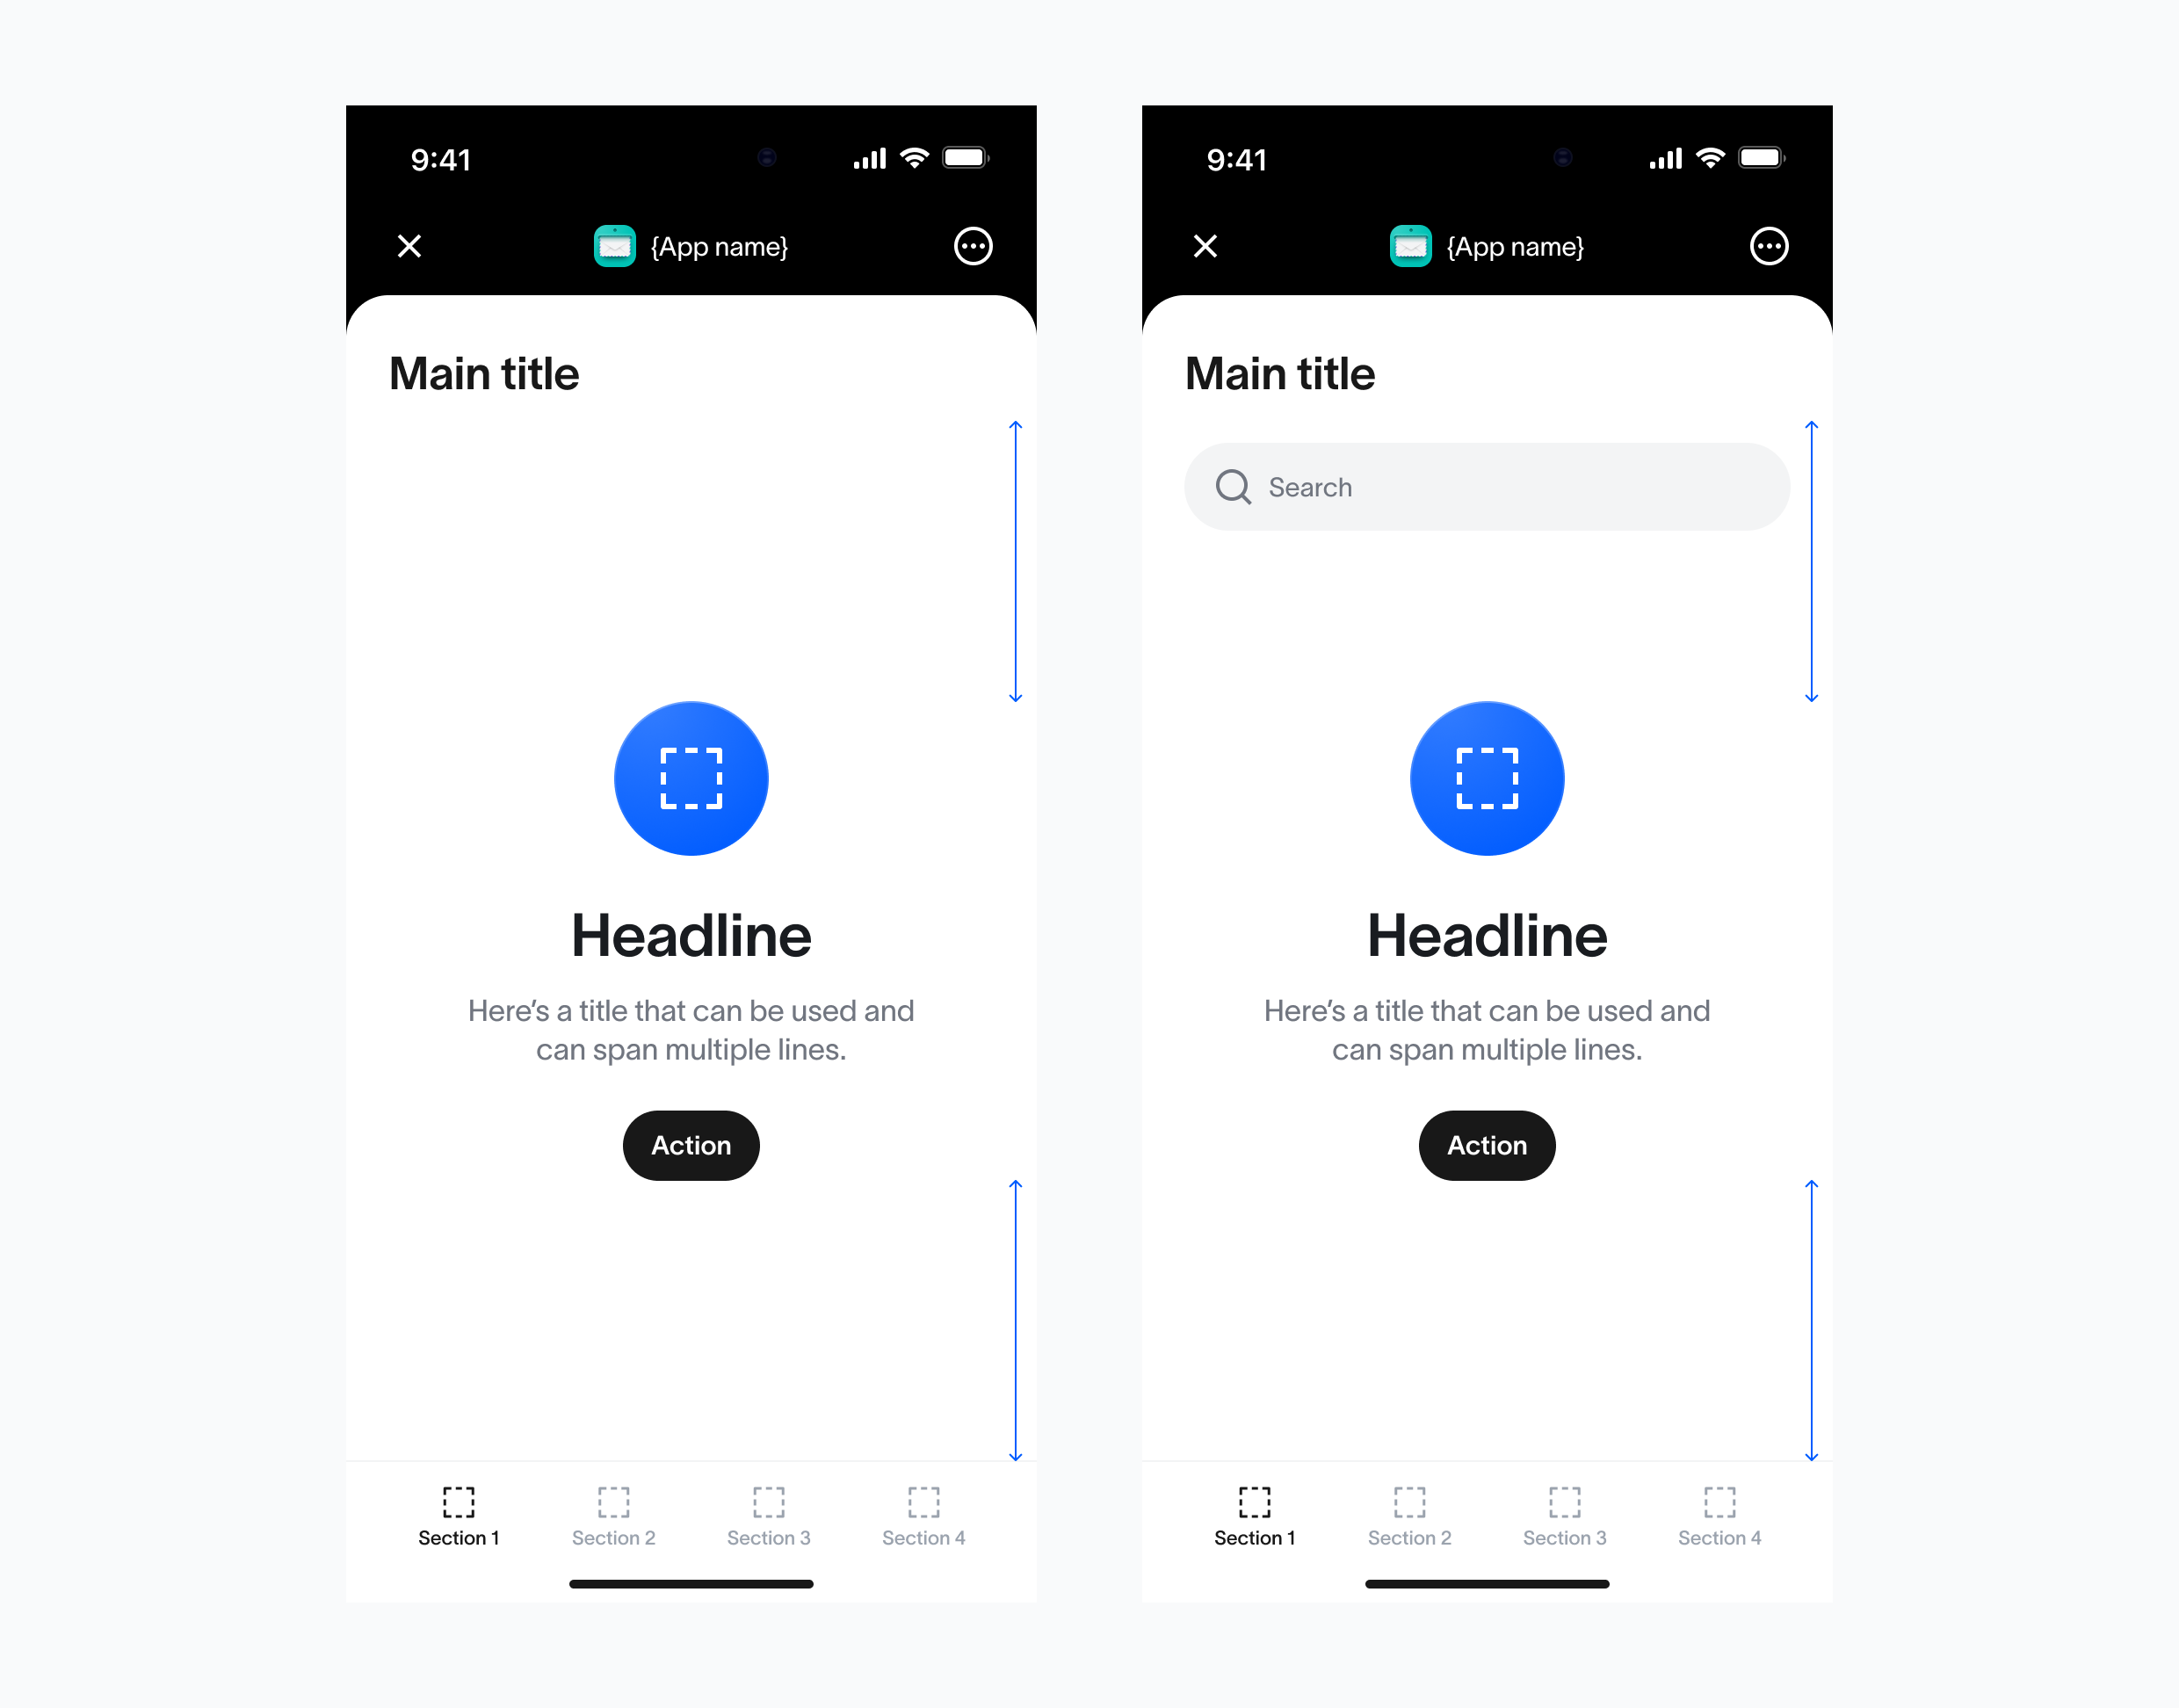 9:41
{App name}
Main title
Headline
Here's a title that can be used and
can span multiple lines.
Action
Section 1
Section 2
Section 3
Section 4
9:41
{App name}
Main title
Search
Headline
Here's a title that can be used and
can span multiple lines.
Action
Section 1
Section 2
Section 3
Section 4